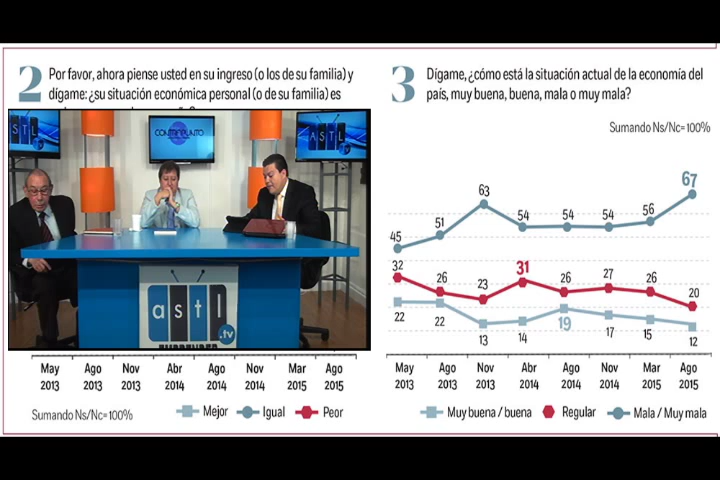 2 Por favor, ahora piense usted en su ingreso (o los de su familia) y
dígame: ¿su situación económica personal (o de su familia) es
STL
CONTRAPUNTO
ASTL
astl
.tv
May 2013
Ago 2013
Nov 2013
Abr 2014
Ago 2014
Nov 2014
Mar 2015
Ago 2015
Sumando Ns/Nc=100%
Mejor Igual Peor
3 Dígame, ¿cómo está la situación actual de la economía del
país, muy buena, buena, mala o muy mala?
Sumando Ns/Nc=100%
45 51 63 54 54 54 56 67
32 26 23 31 26 27 26 20
22 22 13 14 19 17 15 12
May 2013
Ago 2013
Nov 2013
Abr 2014
Ago 2014
Nov 2014
Mar 2015
Ago 2015
Muy buena / buena Regular Mala / Muy mala